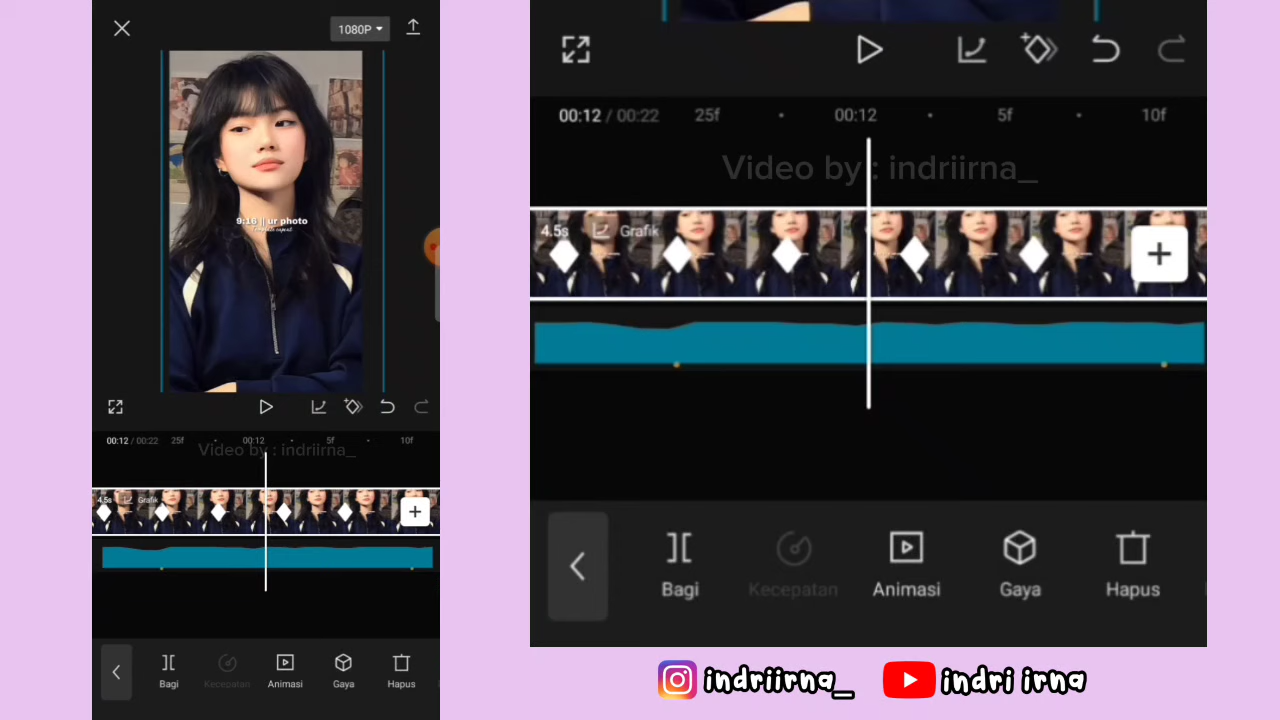 1080P
9:16 || ur photo
Template capcut
00:12 / 00:22 25f 00:12 5f 10f
Video by : indriirna_
4.5s Grafik
Bagi Kecepatan Animasi Gaya Hapus
00:12 / 00:22 25f 00:12 5f 10f
Video by : indriirna_
4.5s Grafik
Bagi Kecepatan Animasi Gaya Hapus
indriirna_ indri irna